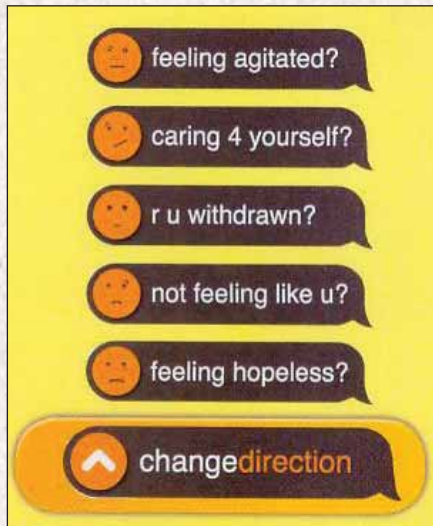 feeling agitated?
caring 4 yourself?
r u withdrawn?
not feeling like u?
feeling hopeless?
changedirection